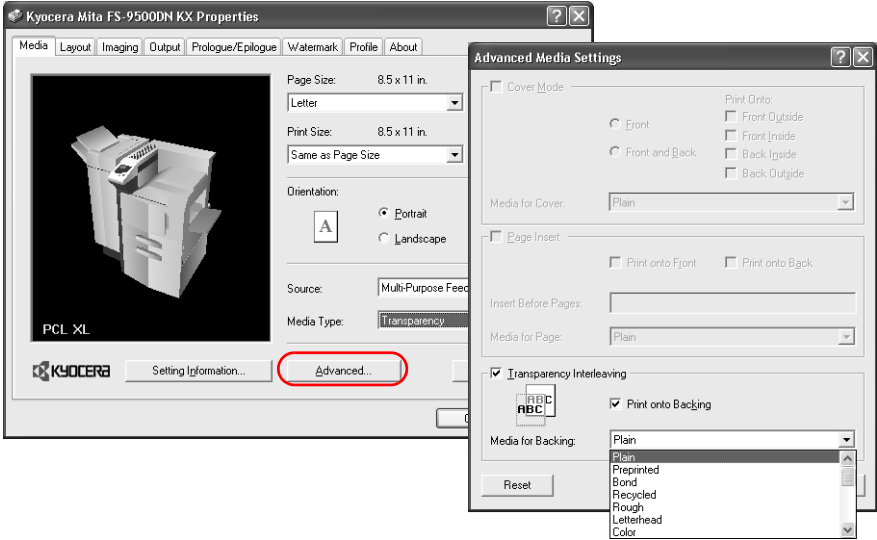 Kyocera Mita FS-9500DN KX Properties
Media Layout Imaging Output Prologue/Epilogue Watermark Profile About
Page Size: 8.5 x 11 in.
Letter
Print Size: 8.5 x 11 in.
Same as Page Size
Orientation:
A
Portrait
Landscape
Source: Multi-Purpose Feed
Media Type: Transparency
PCL XL
KYOCERA
Setting Information...
Advanced...
Advanced Media Settings
Cover Mode
Print Onto:
Front
Front Outside
Front Inside
Front and Back
Back Inside
Back Outside
Media for Cover: Plain
Page Insert
Print onto Front Print onto Back
Insert Before Pages:
Media for Page: Plain
Transparency Interleaving
ABC
ABC
Print onto Backing
Media for Backing: Plain
Plain
Preprinted
Bond
Recycled
Rough
Letterhead
Color
Reset